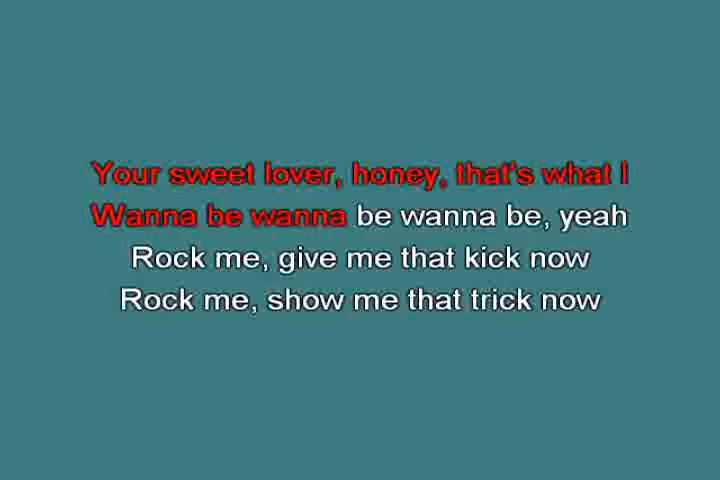 Your sweet lover, honey, that's what I
Wanna be wanna be wanna be, yeah
Rock me, give me that kick now
Rock me, show me that trick now